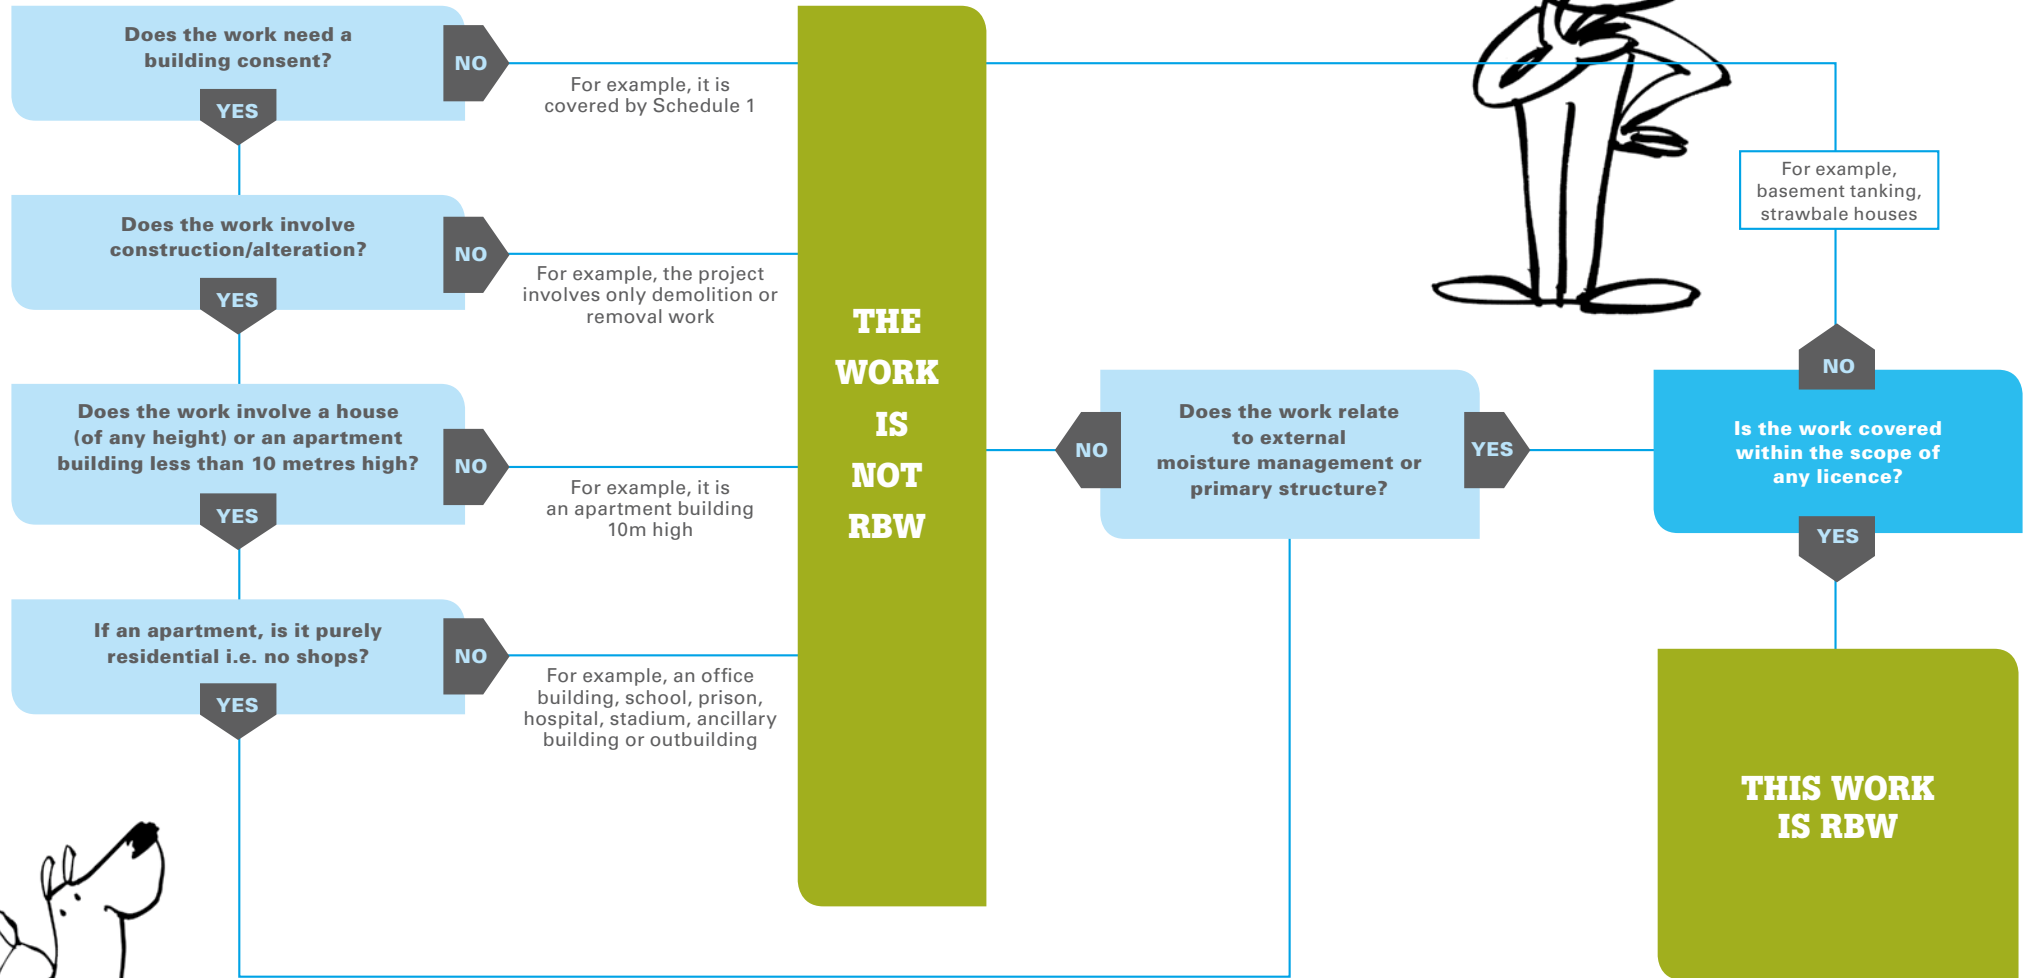 Does the work need a
building consent?
NO
For example, it is
covered by Schedule 1
YES
Does the work involve
construction/alteration?
NO
For example, the project
involves only demolition or
removal work
YES
Does the work involve a house
(of any height) or an apartment
building less than 10 metres high?
NO
For example, it is
an apartment building
10m high
YES
If an apartment, is it purely
residential i.e. no shops?
NO
For example, an office
building, school, prison,
hospital, stadium, ancillary
building or outbuilding
YES
THE
WORK
IS
NOT
RBW
NO
Does the work relate
to external
moisture management or
primary structure?
YES
For example,
basement tanking,
strawbale houses
NO
Is the work covered
within the scope of
any licence?
YES
THIS WORK
IS RBW